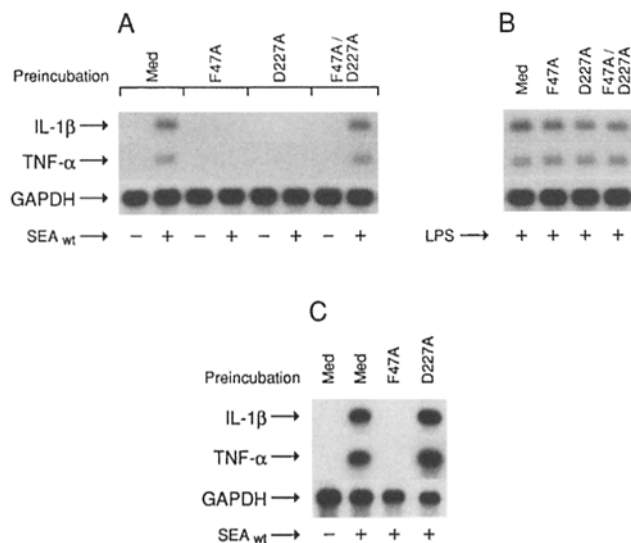 A
B
Preincubation
Med
F47A
D227A
F47A/
D227A
Med
F47A
D227A
F47A/
D227A
IL-1β→
TNF-α→
GAPDH→
SEA wt → – + – + – + – +
LPS → + + + +
C
Preincubation
Med
Med
F47A
D227A
IL-1β→
TNF-α→
GAPDH→
SEA wt→ – + + +